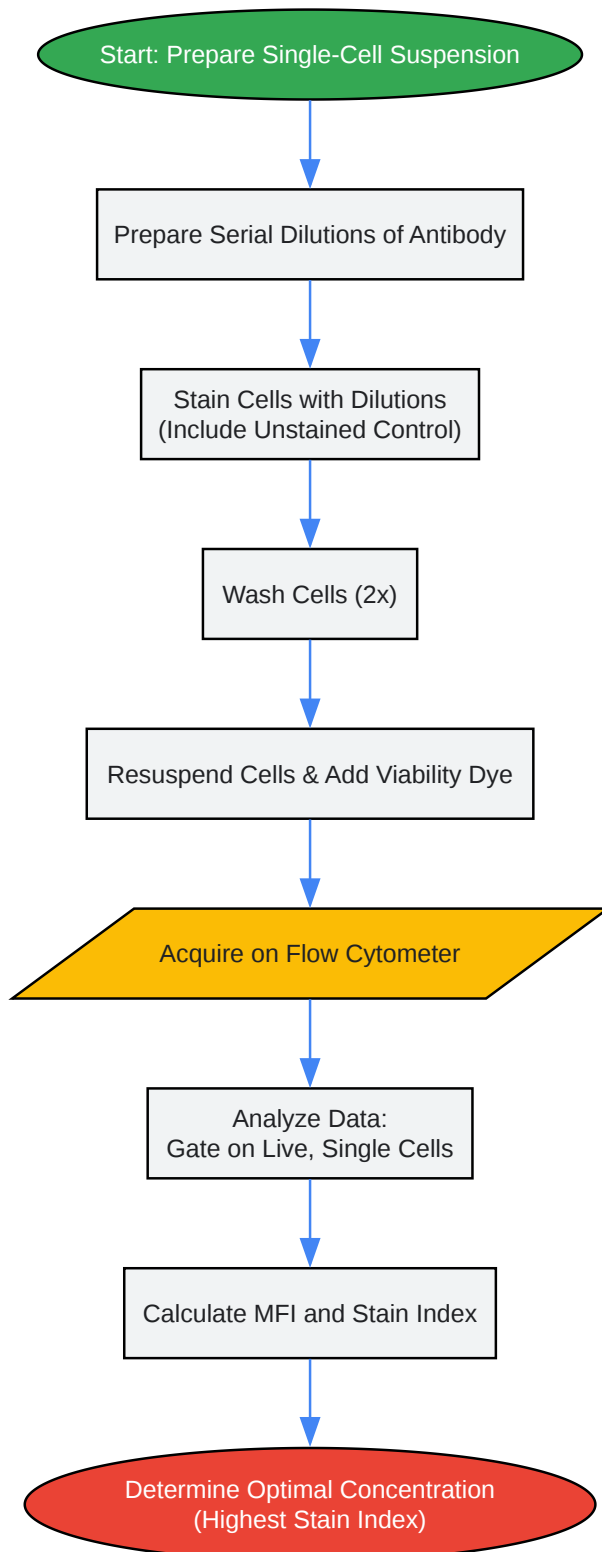 Start: Prepare Single-Cell Suspension
Prepare Serial Dilutions of Antibody
Stain Cells with Dilutions
(Include Unstained Control)
Wash Cells (2x)
Resuspend Cells & Add Viability Dye
Acquire on Flow Cytometer
Analyze Data:
Gate on Live, Single Cells
Calculate MFI and Stain Index
Determine Optimal Concentration
(Highest Stain Index)